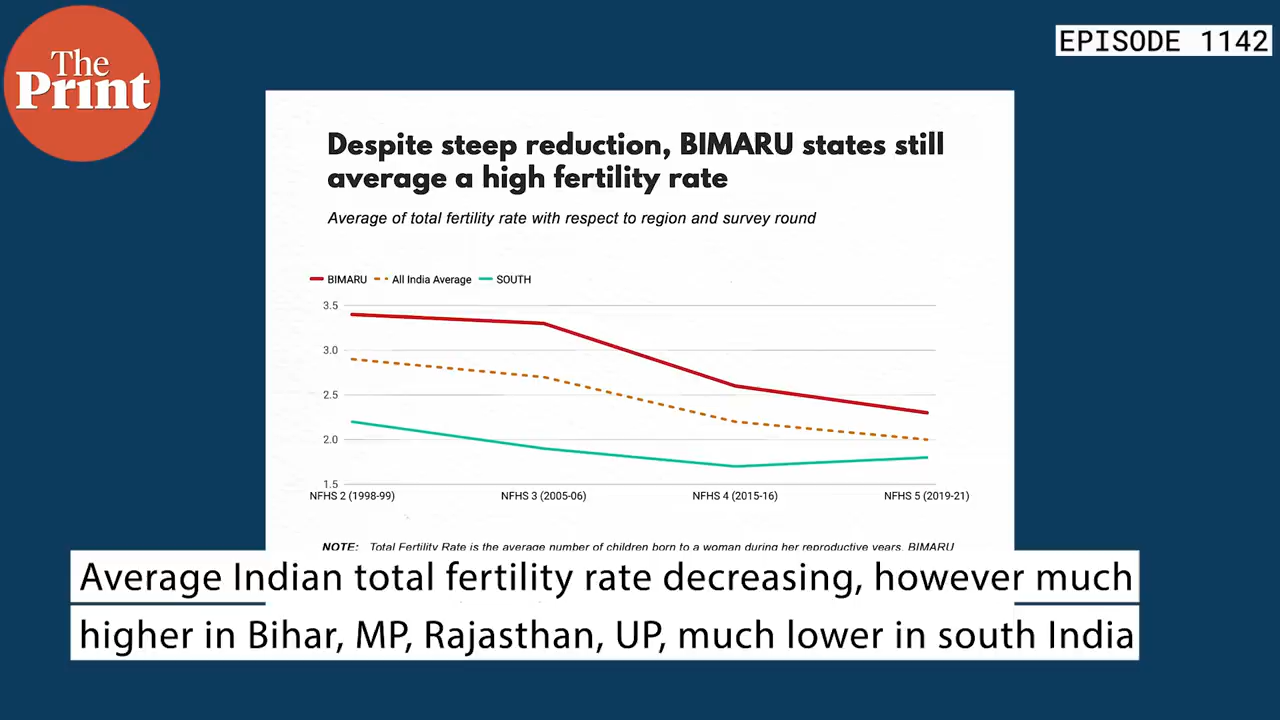 The
Print
EPISODE 1142
Despite steep reduction, BIMARU states still
average a high fertility rate
Average of total fertility rate with respect to region and survey round
BIMARU All India Average SOUTH
3.5
3.0
2.5
2.0
1.5
NFHS 2 (1998-99) NFHS 3 (2005-06) NFHS 4 (2015-16) NFHS 5 (2019-21)
NOTE: Total Fertility Rate is the average number of children born to a woman during her reproductive years. BIMARU
Average Indian total fertility rate decreasing, however much
higher in Bihar, MP, Rajasthan, UP, much lower in south India